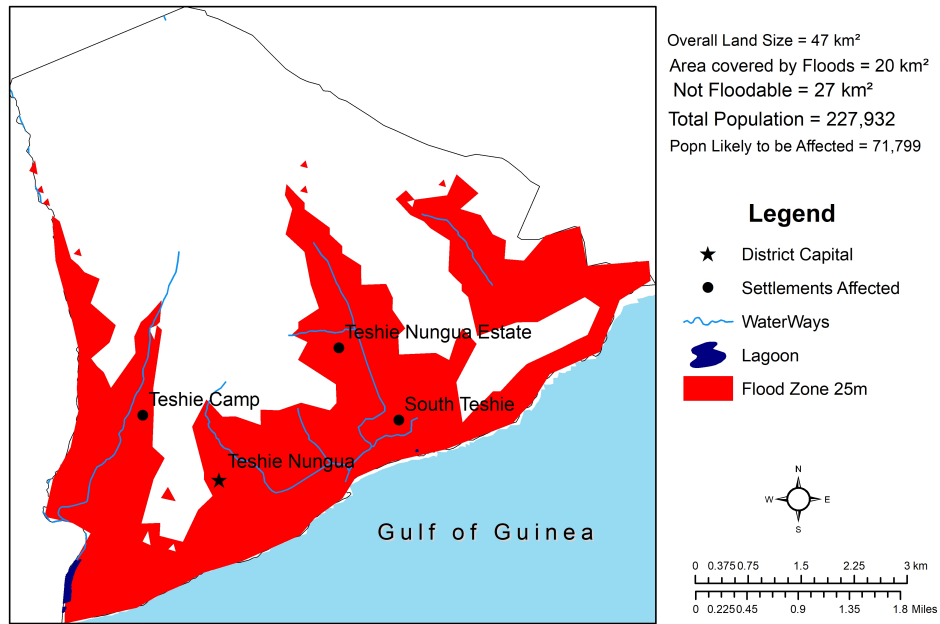 Overall Land Size = 47 km²
Area covered by Floods = 20 km²
Not Floodable = 27 km²
Total Population = 227,932
Popn Likely to be Affected = 71,799
Legend
District Capital
Settlements Affected
WaterWays
Lagoon
Flood Zone 25m
Teshie Nungua Estate
Teshie Camp
South Teshie
Teshie Nungua
Gulf of Guinea
N
W E
S
0 0.375 0.75 1.5 2.25 3 km
0 0.225 0.45 0.9 1.35 1.8 Miles